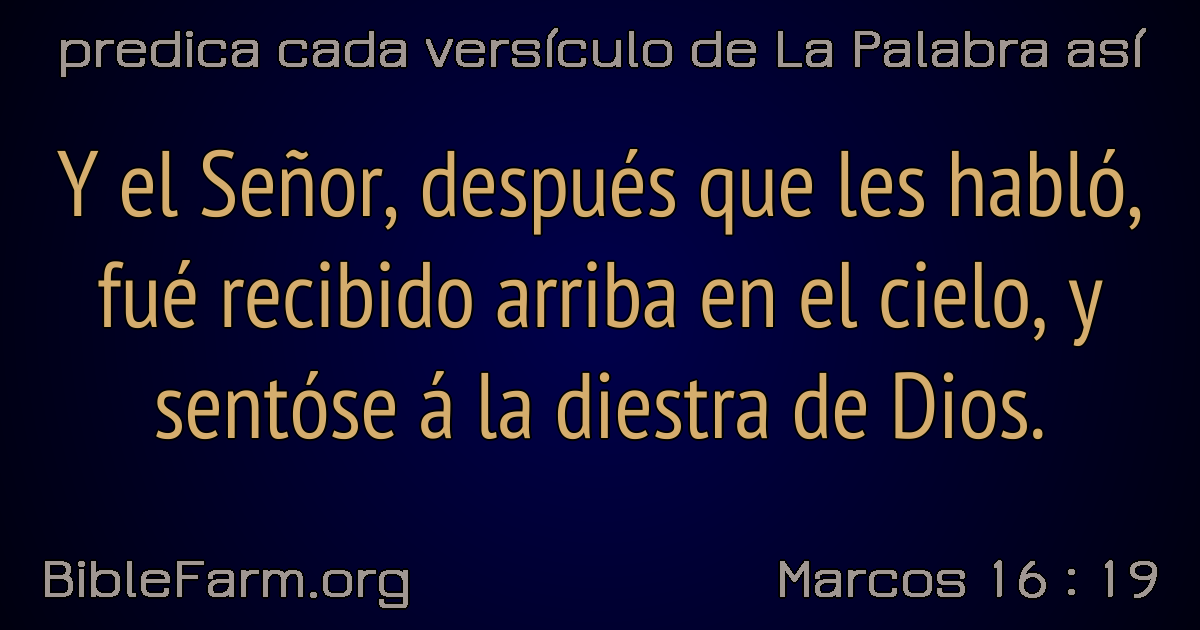 predica cada versículo de La Palabra así
Y el Señor, después que les habló,
fué recibido arriba en el cielo, y
sentóse á la diestra de Dios.
BibleFarm.org
Marcos 16 : 19